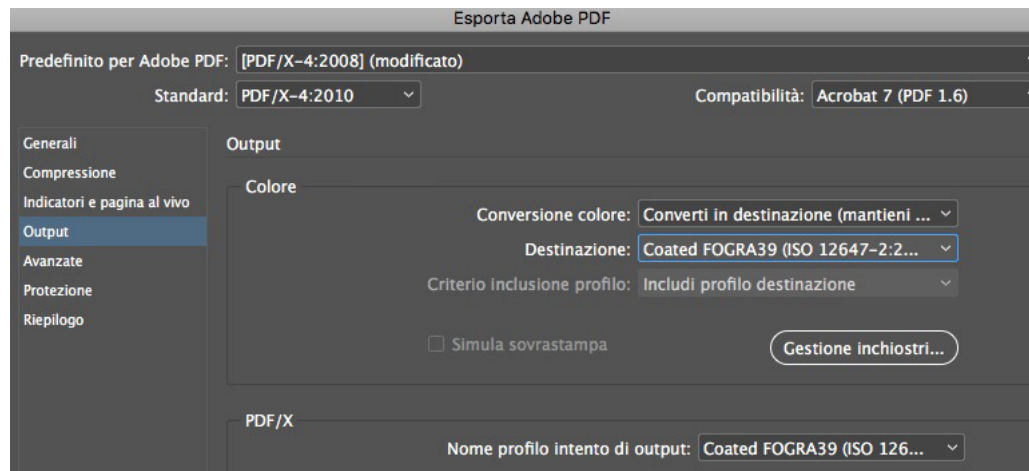 Esporta Adobe PDF
Predefinito per Adobe PDF: [PDF/X-4:2008] (modificato)
Standard: PDF/X-4:2010 Compatibilità: Acrobat 7 (PDF 1.6)
Generali
Output
Compressione
Colore
Indicatori e pagina al vivo
Conversione colore: Converti in destinazione (mantieni ...
Output
Destinazione: Coated FOGRA39 (ISO 12647-2:2...
Avanzate
Criterio inclusione profilo: Includi profilo destinazione
Protezione
Riepilogo
Simula sovrastampa Gestione inchiostri...
PDF/X
Nome profilo intento di output: Coated FOGRA39 (ISO 126...